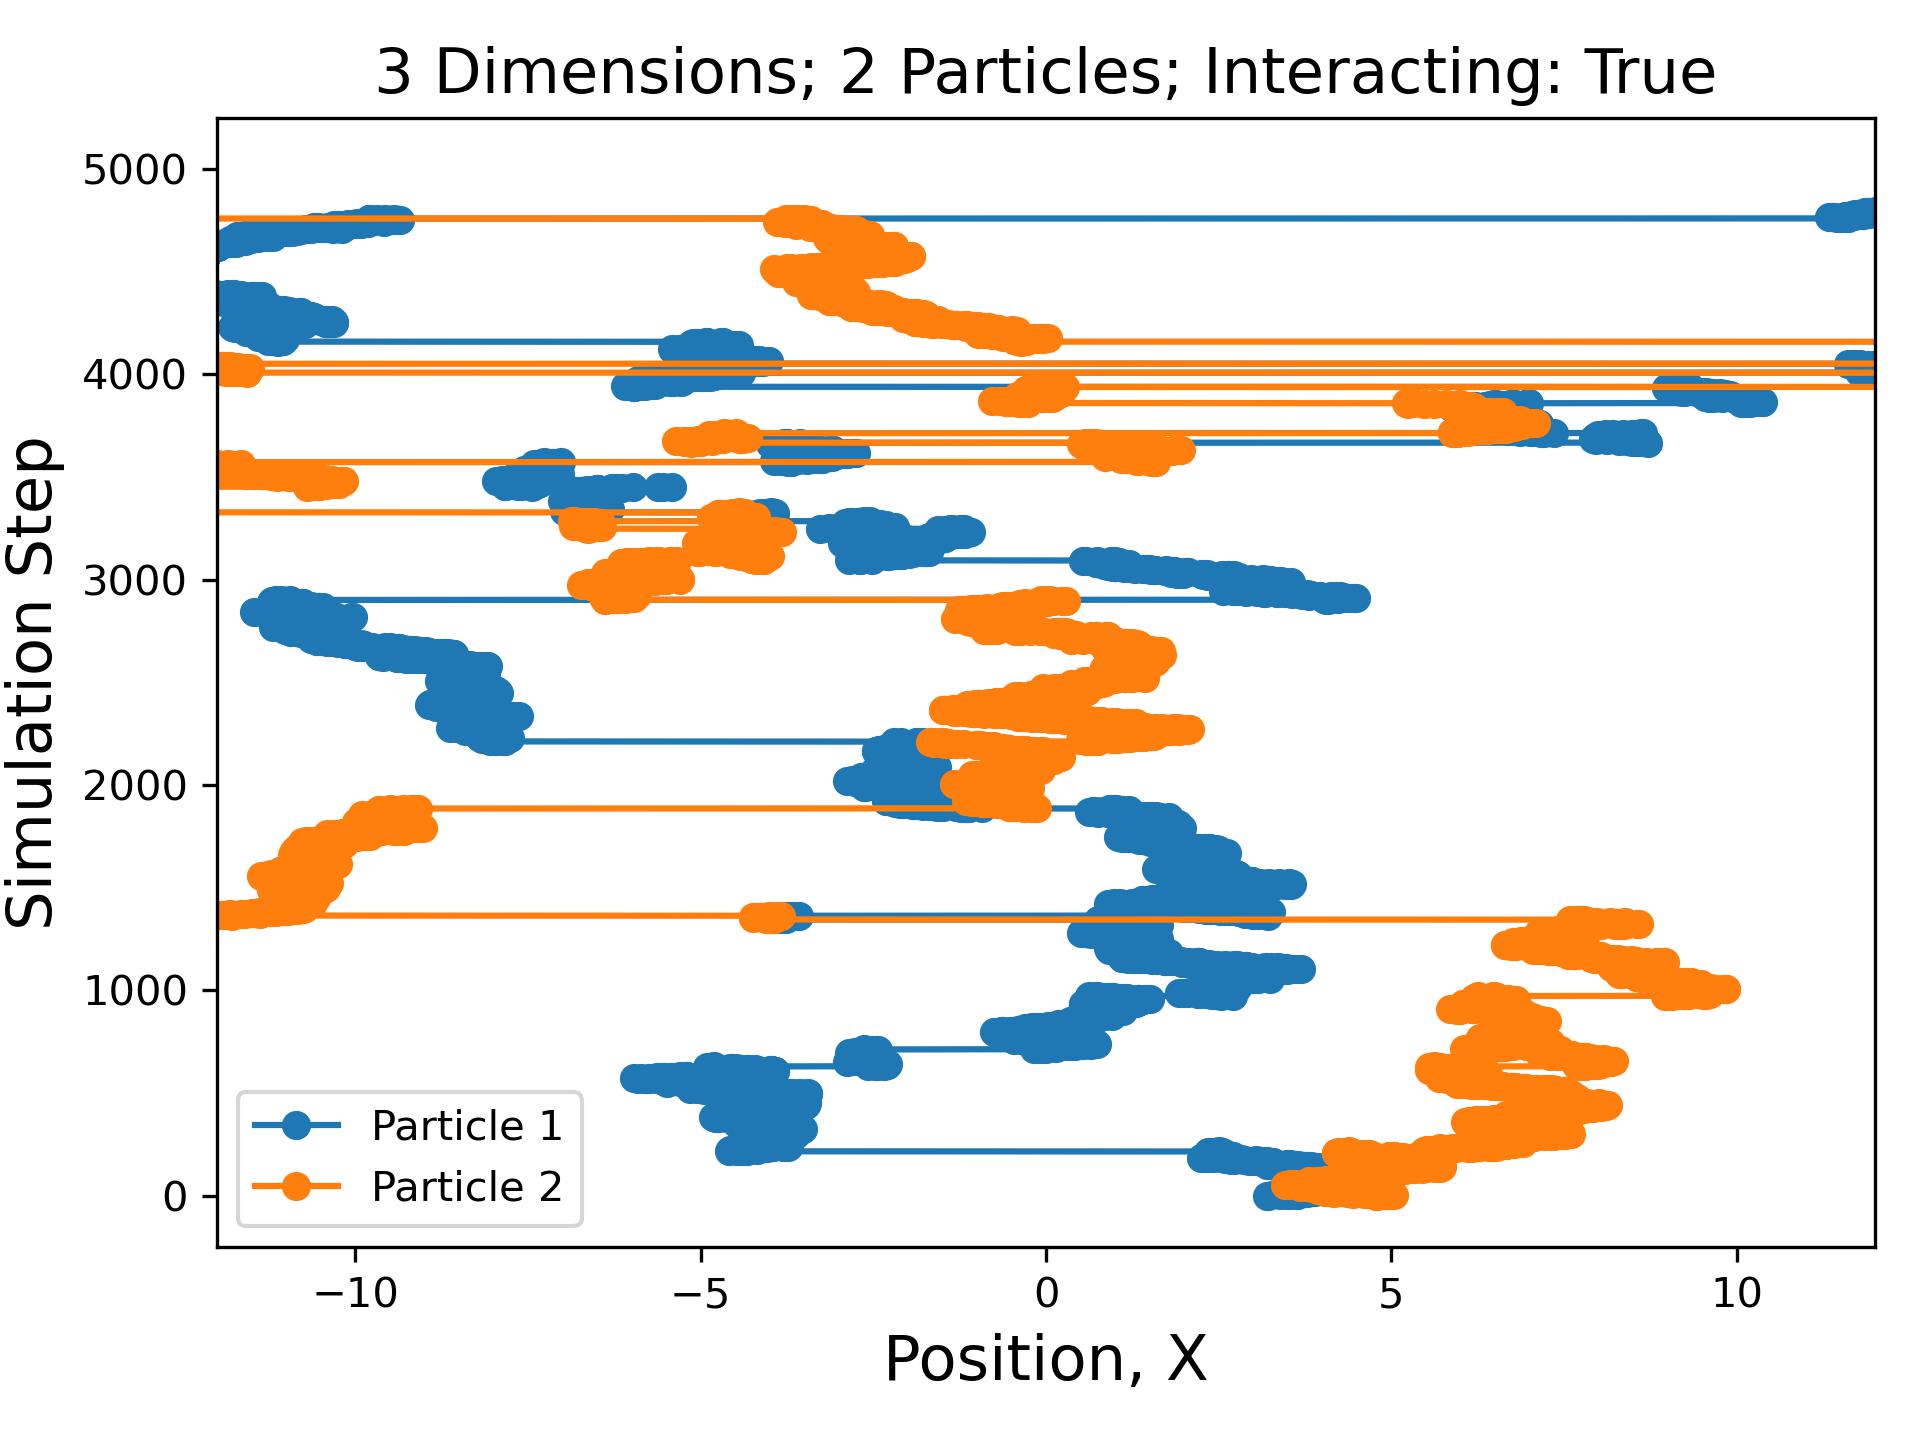 3 Dimensions; 2 Particles; Interacting: True
Simulation Step
5000
4000
3000
2000
1000
0
Particle 1
Particle 2
−10
−5
0
5
10
Position, X